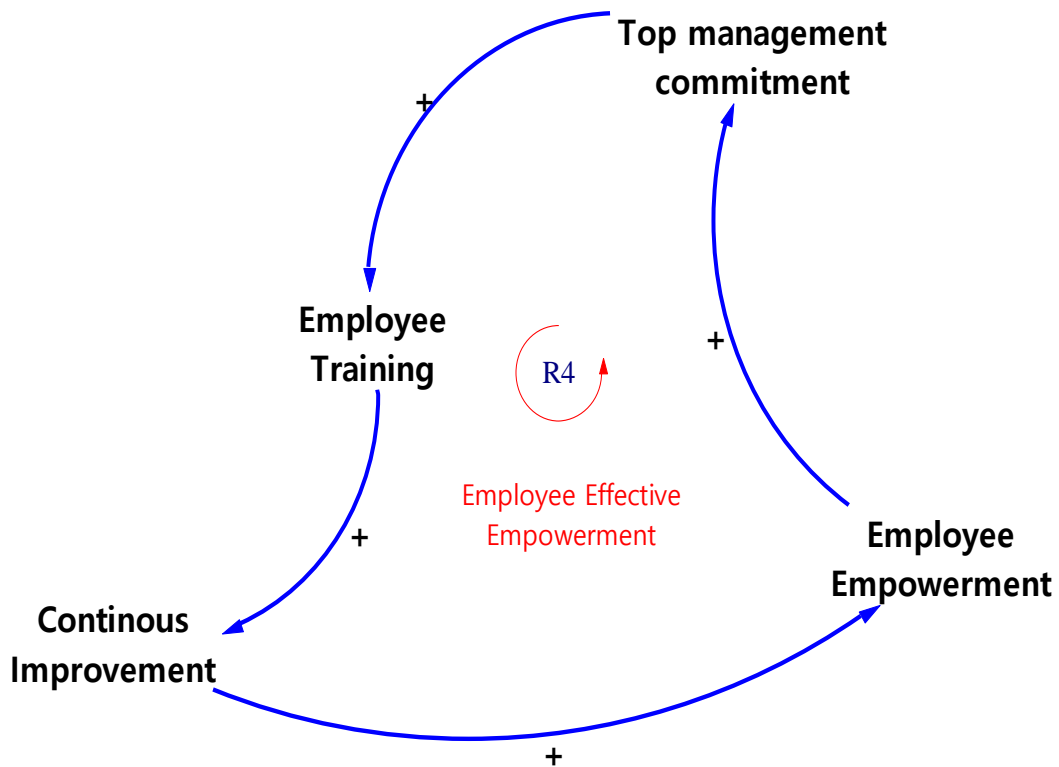 Top management
commitment
+
Employee
Training
+
R4
Employee Effective
Empowerment
+
Employee
Empowerment
Continous
Improvement
+